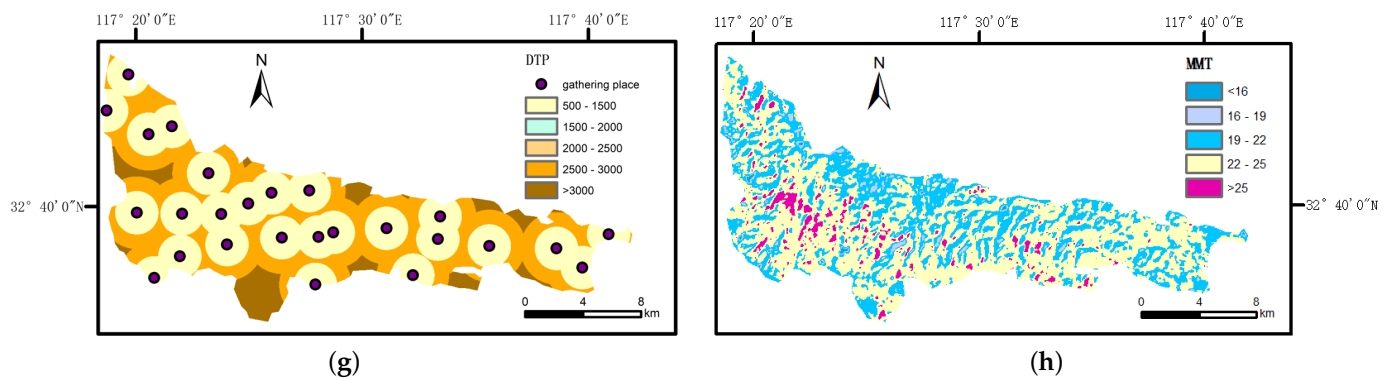 117° 20′0″E 117° 30′0″E 117° 40′0″E
32° 40′0″N
N
DTP
gathering place
500 - 1500
1500 - 2000
2000 - 2500
2500 - 3000
>3000
0 4 8
km
(g)
117° 20′0″E 117° 30′0″E 117° 40′0″E
32° 40′0″N
N
MMT
<16
16 - 19
19 - 22
22 - 25
>25
0 4 8
km
(h)